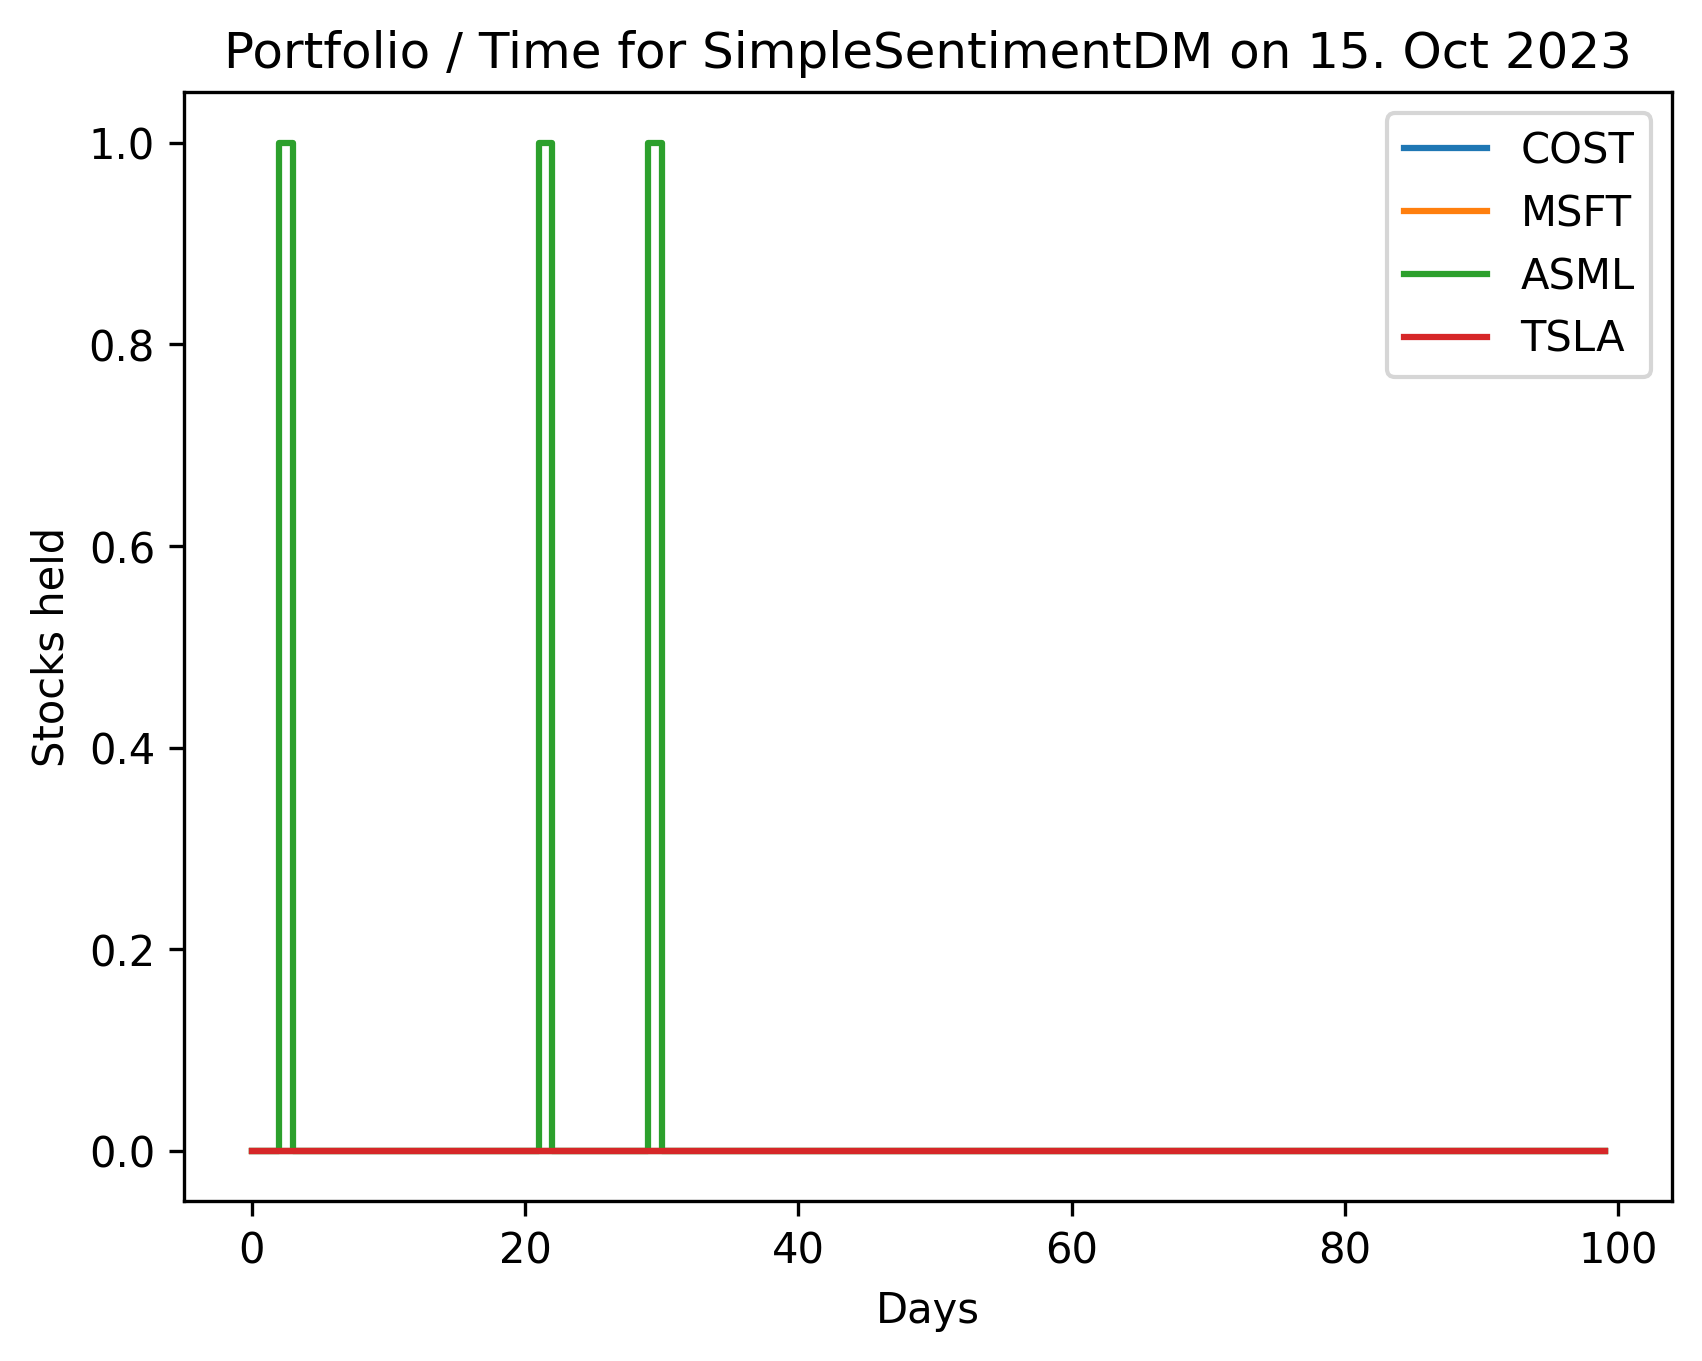 Portfolio / Time for SimpleSentimentDM on 15. Oct 2023
COST
MSFT
ASML
TSLA
Stocks held
1.0
0.8
0.6
0.4
0.2
0.0
0 20 40 60 80 100
Days